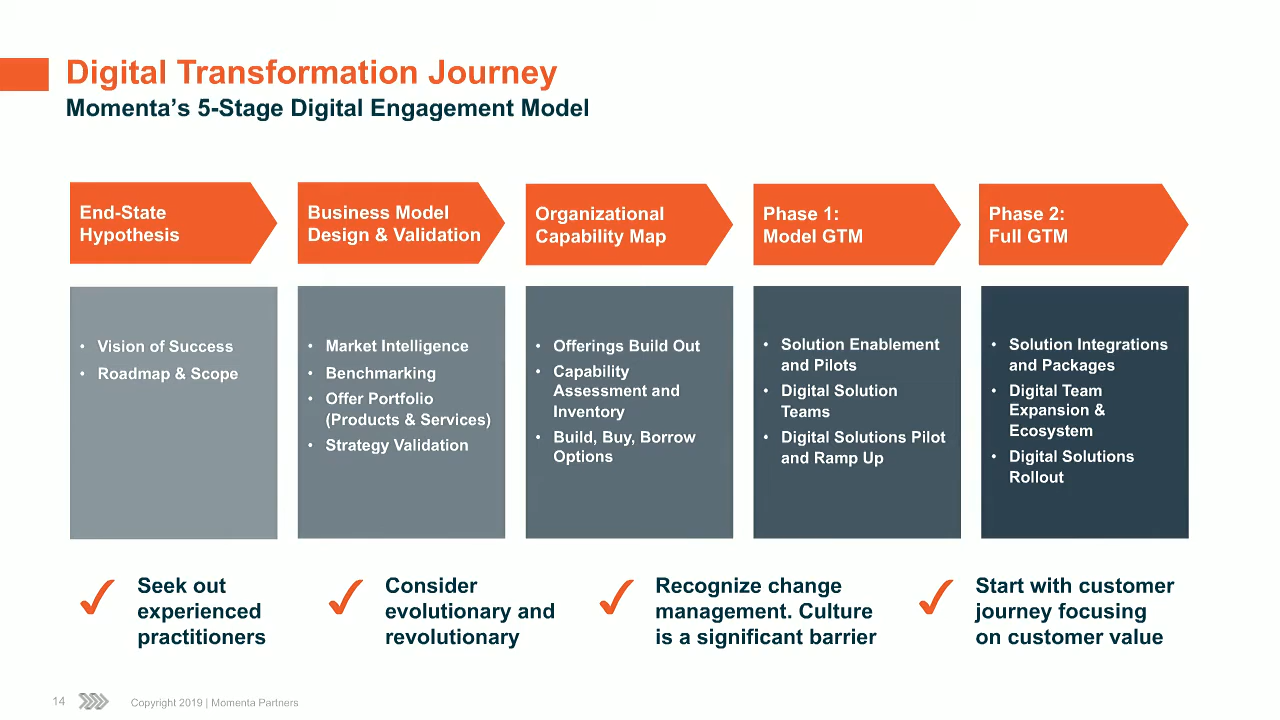 Digital Transformation Journey
Momenta's 5-Stage Digital Engagement Model
End-State
Hypothesis
• Vision of Success
• Roadmap & Scope
Business Model
Design & Validation
• Market Intelligence
• Benchmarking
• Offer Portfolio
(Products & Services)
• Strategy Validation
Organizational
Capability Map
• Offerings Build Out
• Capability
Assessment and
Inventory
• Build, Buy, Borrow
Options
Phase 1:
Model GTM
• Solution Enablement
and Pilots
• Digital Solution
Teams
• Digital Solutions Pilot
and Ramp Up
Phase 2:
Full GTM
• Solution Integrations
and Packages
• Digital Team
Expansion &
Ecosystem
• Digital Solutions
Rollout
Seek out
experienced
practitioners
Consider
evolutionary and
revolutionary
Recognize change
management. Culture
is a significant barrier
Start with customer
journey focusing
on customer value
14
Copyright 2019 | Momenta Partners